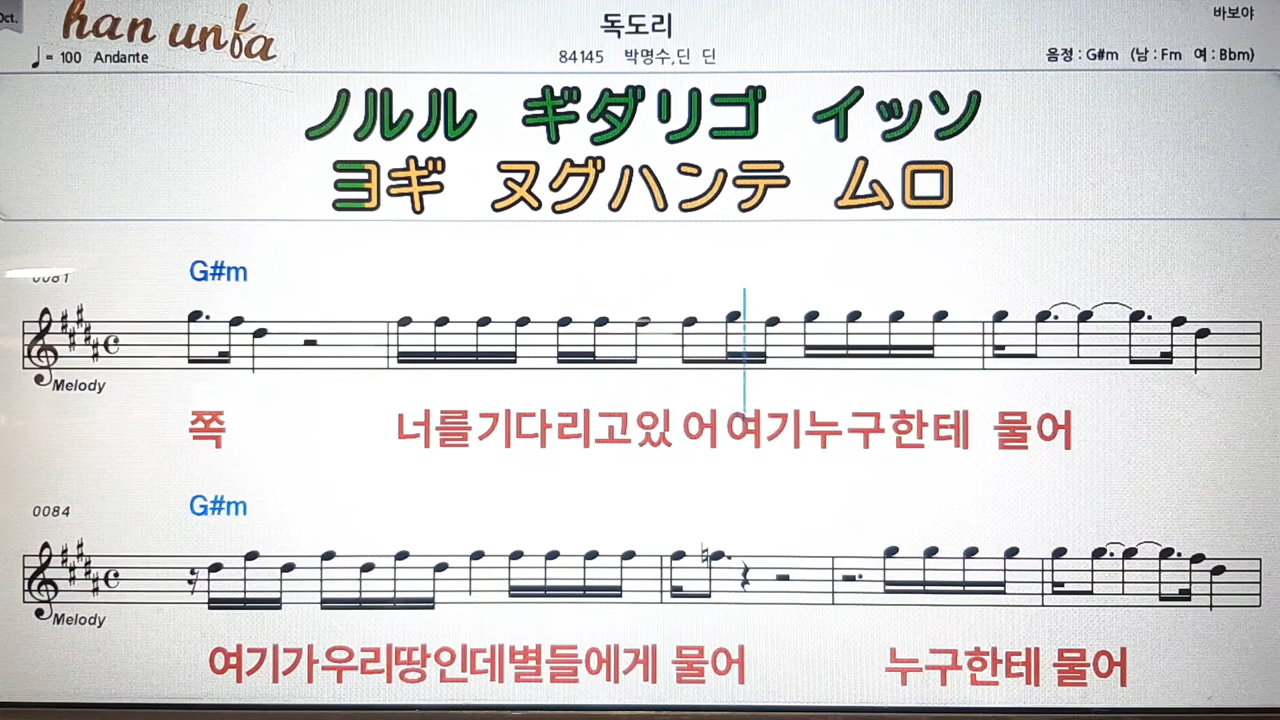 Oct.
han unfa
바보야
독도리
♩= 100 Andante
84145 박명수,딘 딘
음정 : G#m (남 : Fm 여 : Bbm)
ノルル ギダリゴ イッソ
ヨギ ヌグハンテ ムロ
0081
G#m
Melody
쪽 너를기다리고있 어여기누구한테 물어
0084
G#m
Melody
여기가우리땅인데별들에게 물어 누구한테 물어